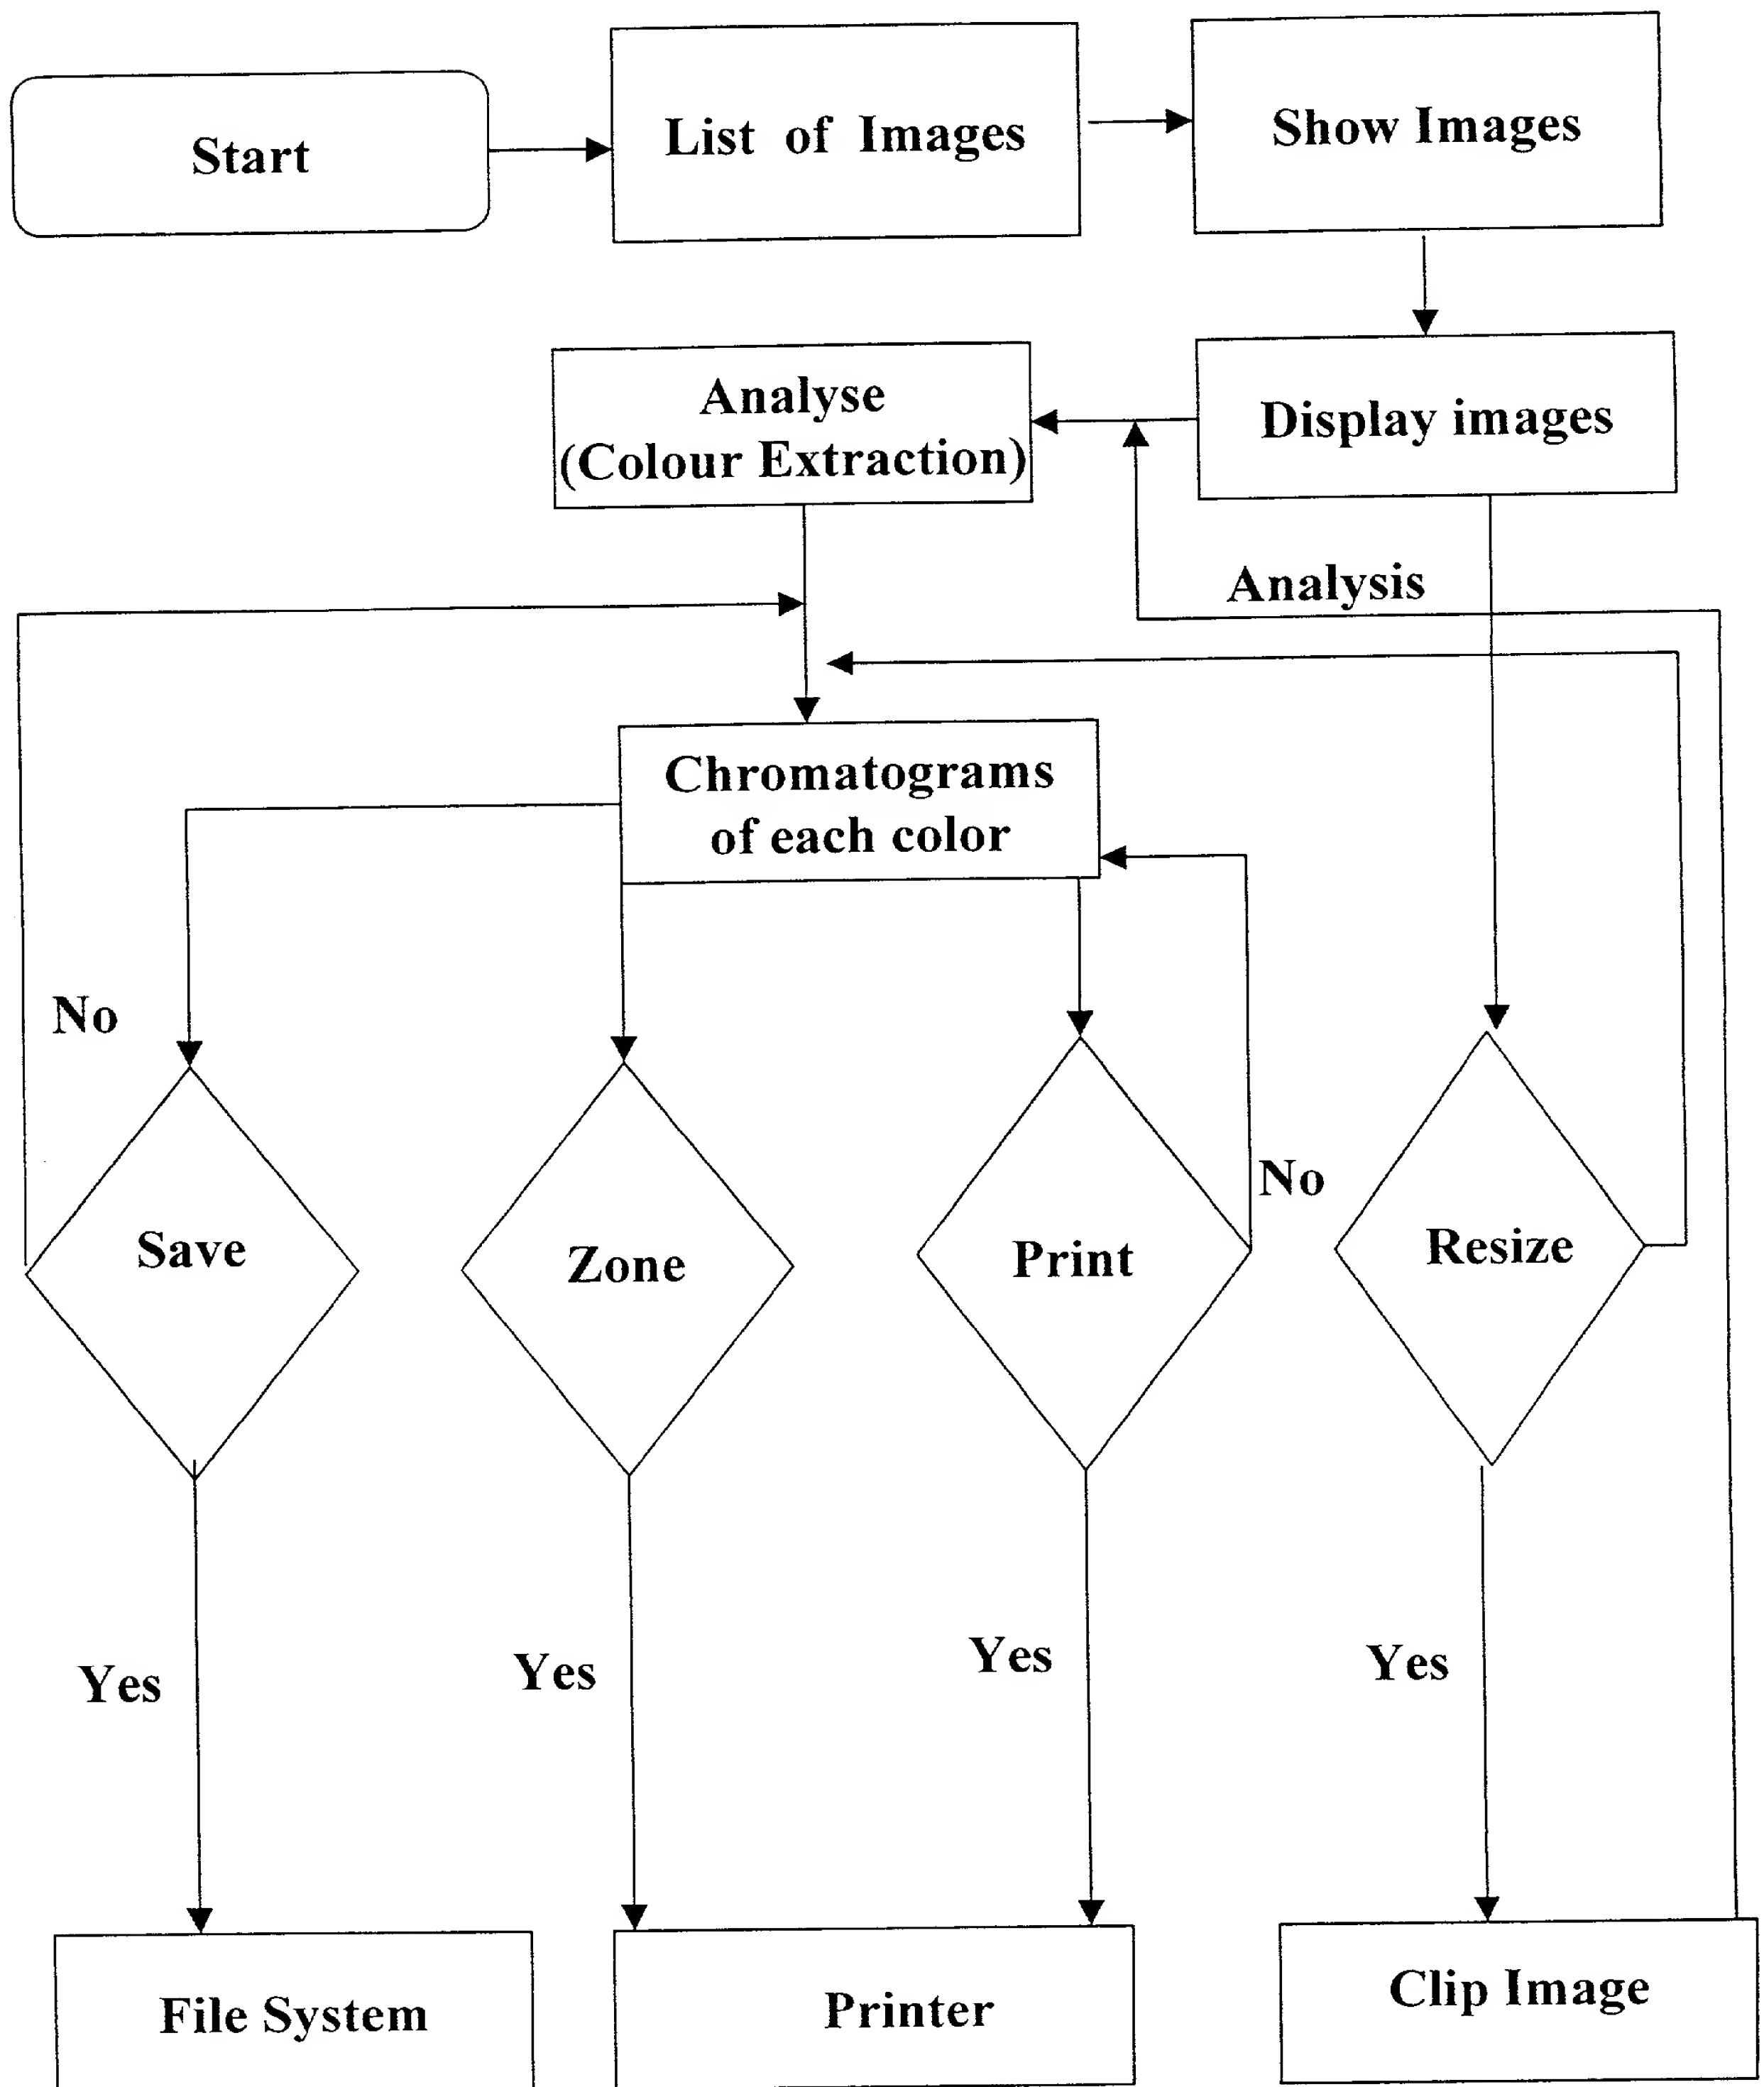 Start
List of Images
Show Images
Analyse
(Colour Extraction)
Display images
Analysis
Chromatograms
of each color
No
No
Save
Zone
Print
Resize
Yes
Yes
Yes
Yes
File System
Printer
Clip Image